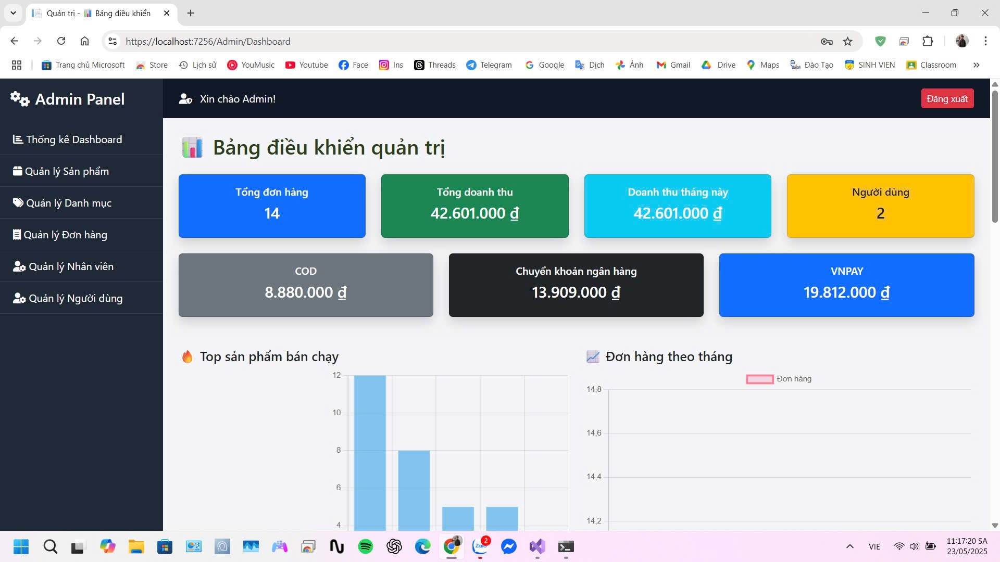 Quản trị - 📊 Bảng điều khiển
https://localhost:7256/Admin/Dashboard
Trang chủ Microsoft Store Lịch sử YouMusic Youtube Face Ins Threads Telegram Google Dịch Ảnh Gmail Drive Maps Đào Tạo SINH VIEN Classroom
Admin Panel
Xin chào Admin!
Đăng xuất
Thống kê Dashboard
Quản lý Sản phẩm
Quản lý Danh mục
Quản lý Đơn hàng
Quản lý Nhân viên
Quản lý Người dùng
📊 Bảng điều khiển quản trị
Tổng đơn hàng
14
Tổng doanh thu
42.601.000 ₫
Doanh thu tháng này
42.601.000 ₫
Người dùng
2
COD
8.880.000 ₫
Chuyển khoản ngân hàng
13.909.000 ₫
VNPAY
19.812.000 ₫
🔥 Top sản phẩm bán chạy
12
10
8
6
4
📈 Đơn hàng theo tháng
Đơn hàng
14,8
14,6
14,4
14,2
Zalo
2
VIE
11:17:20 SA
23/05/2025